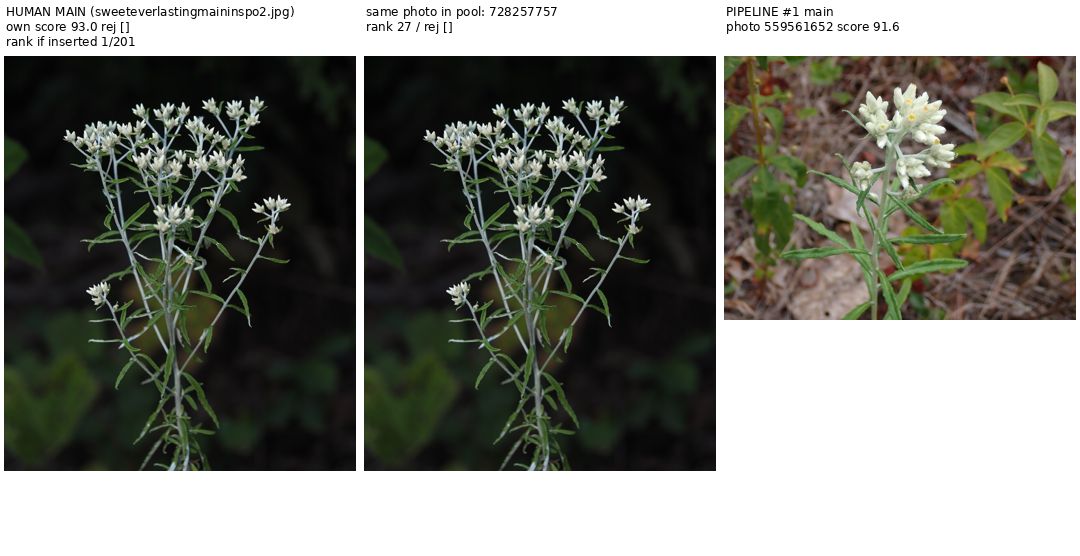 HUMAN MAIN (sweeteverlastingmaininspo2.jpg)
own score 93.0 rej []
rank if inserted 1/201
same photo in pool: 728257757
rank 27 / rej []
PIPELINE #1 main
photo 559561652 score 91.6